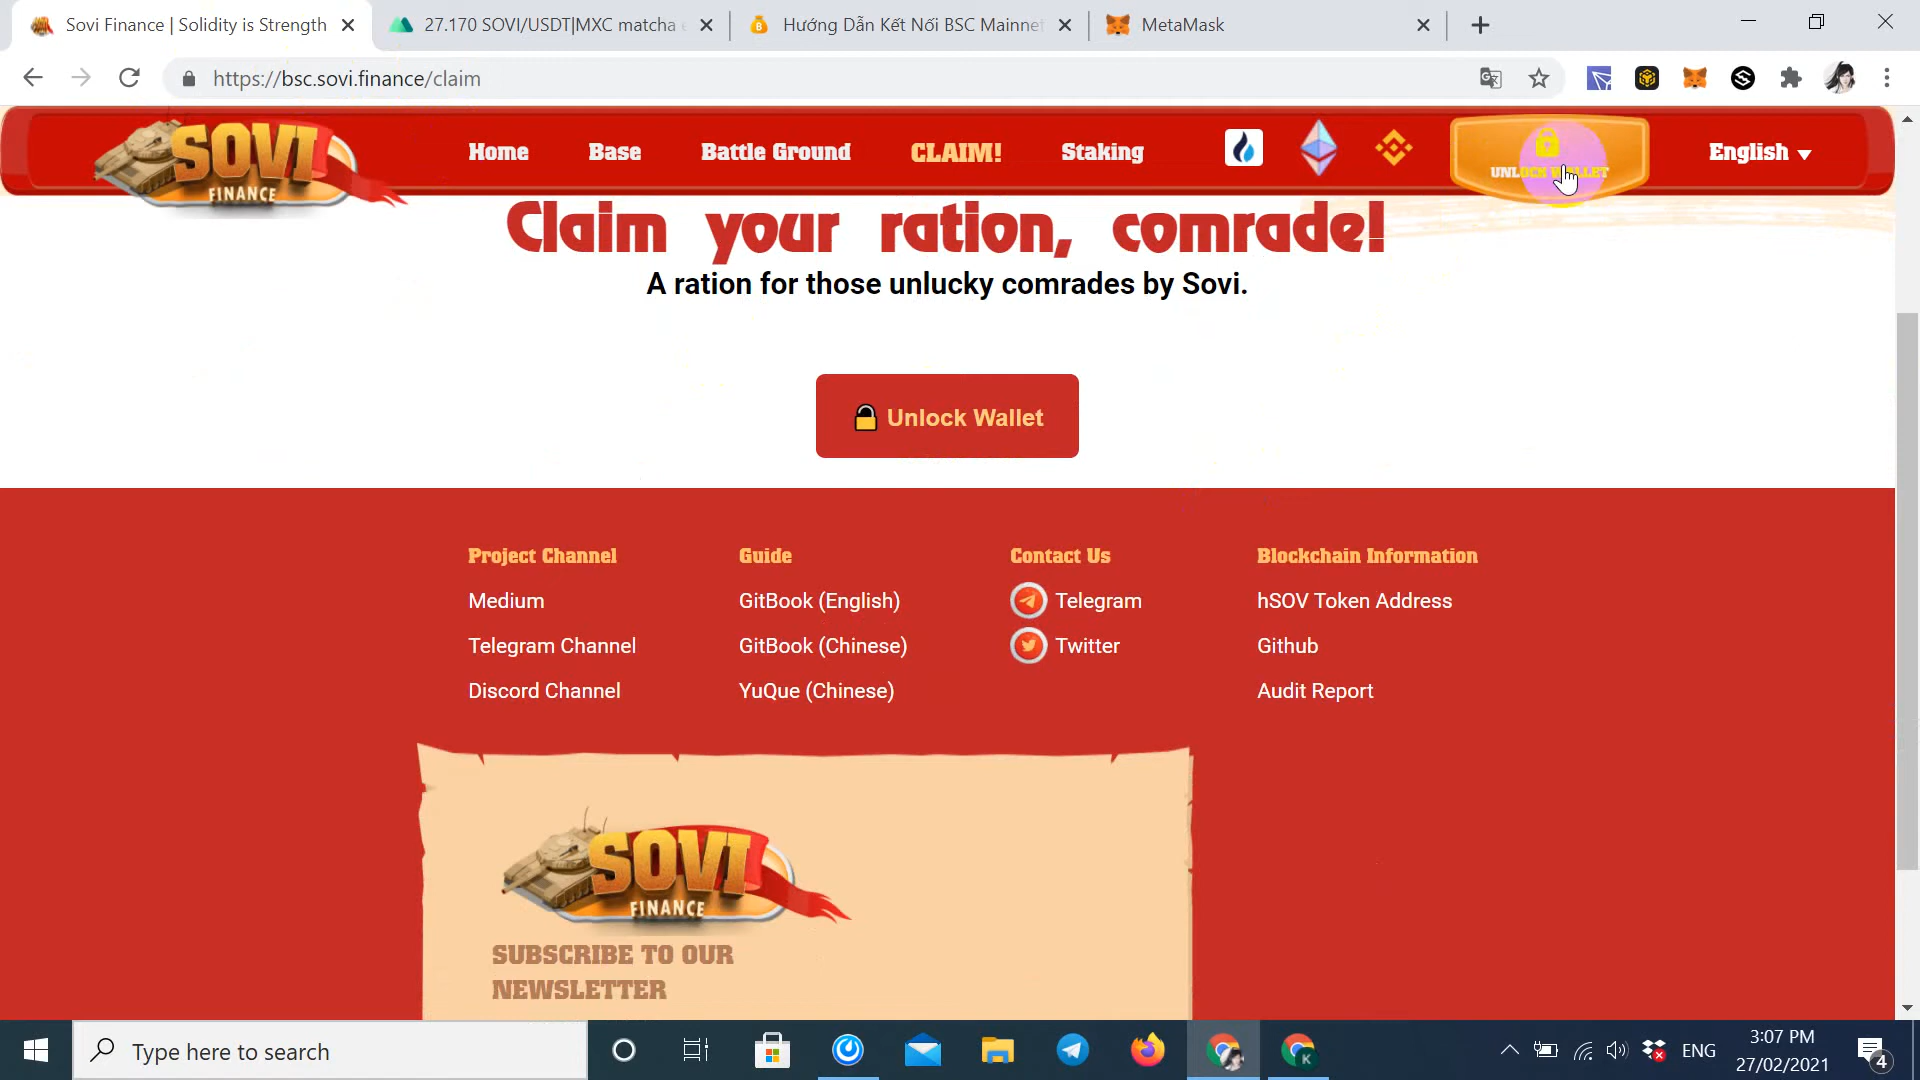 Sovi Finance | Solidity is Strength
27.170 SOVI/USDT|MXC matcha e
Hướng Dẫn Kết Nối BSC Mainnet
MetaMask
https://bsc.sovi.finance/claim
SOVI
FINANCE
Home
Base
Battle Ground
CLAIM!
Staking
UNLOCK WALLET
English
Claim your ration, comrade!
A ration for those unlucky comrades by Sovi.
Unlock Wallet
Project Channel
Medium
Telegram Channel
Discord Channel
Guide
GitBook (English)
GitBook (Chinese)
YuQue (Chinese)
Contact Us
Telegram
Twitter
Blockchain Information
hSOV Token Address
Github
Audit Report
SOVI
FINANCE
SUBSCRIBE TO OUR
NEWSLETTER
Type here to search
K
ENG
3:07 PM
27/02/2021
4